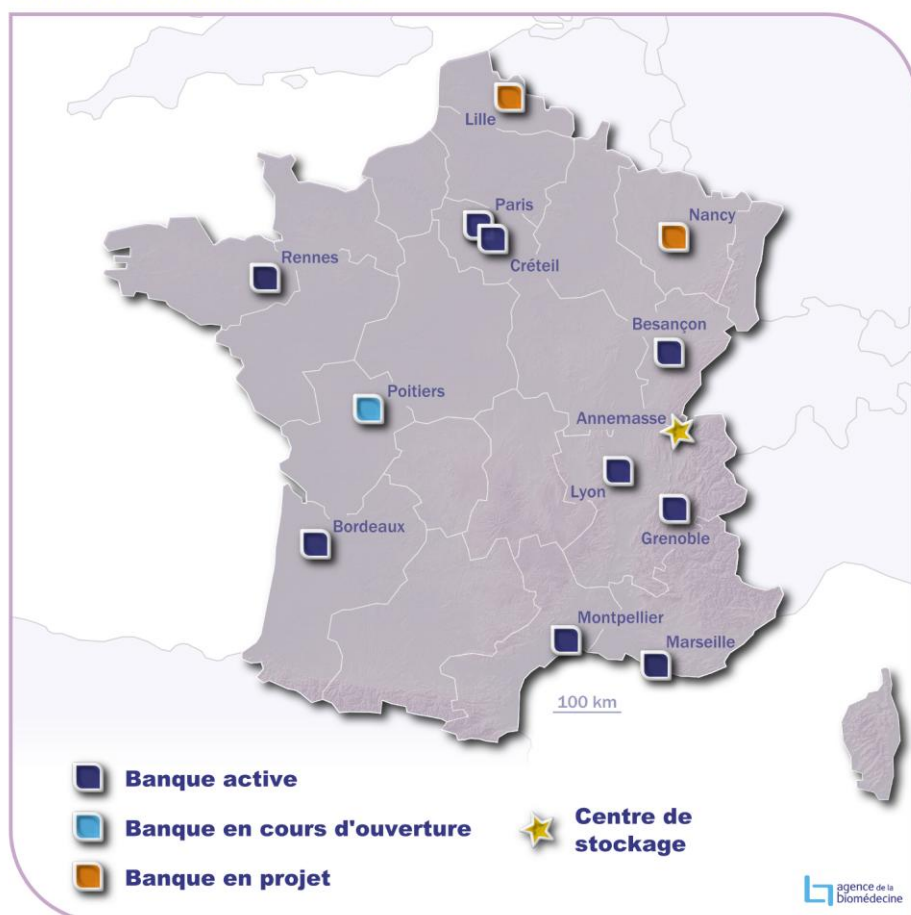 Lille
Paris
Nancy
Créteil
Rennes
Besançon
Poitiers
Annemasse
Lyon
Bordeaux
Grenoble
Montpellier
Marseille
100 km
Banque active
Banque en cours d'ouverture
Banque en projet
Centre de
stockage
agence de la
biomédecine